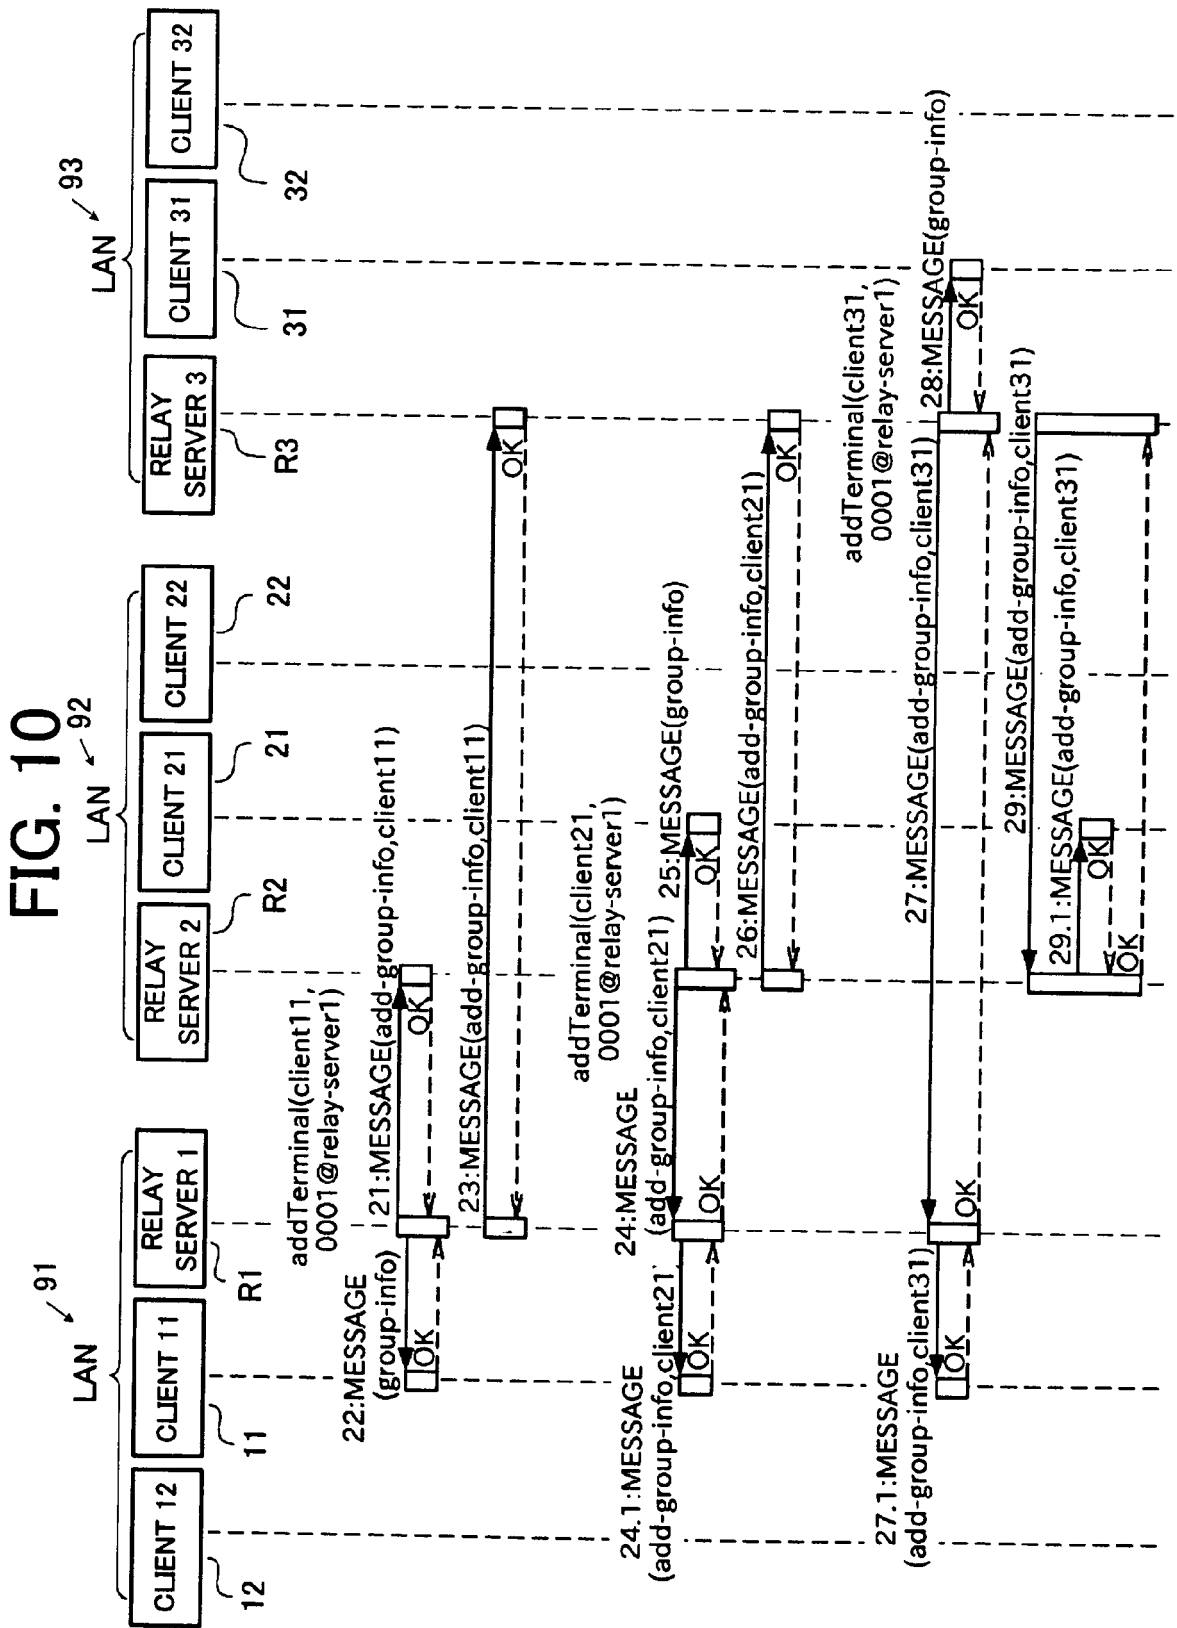 FIG. 10
LAN
91
LAN
92
LAN
93
CLIENT 12
CLIENT 11
RELAY
SERVER 1
RELAY
SERVER 2
CLIENT 21
CLIENT 22
RELAY
SERVER 3
CLIENT 31
CLIENT 32
12
11
R1
R2
21
22
R3
31
32
addTerminal(client11,
0001@relay-server1)
21:MESSAGE(add-group-info,client11)
OK
22:MESSAGE
(group-info)
OK
23:MESSAGE(add-group-info,client11)
OK
addTerminal(client21,
0001@relay-server1)
24:MESSAGE
(add-group-info,client21)
OK
24.1:MESSAGE
(add-group-info,client21
OK
25:MESSAGE(group-info)
OK
26:MESSAGE(add-group-info,client21)
OK
addTerminal(client31,
0001@relay-server1)
27:MESSAGE(add-group-info,client31)
OK
27.1:MESSAGE
(add-group-info,client31)
OK
28:MESSAGE(group-info)
OK
29:MESSAGE(add-group-info,client31)
29.1:MESSAGE(add-group-info,client31)
OK
OK